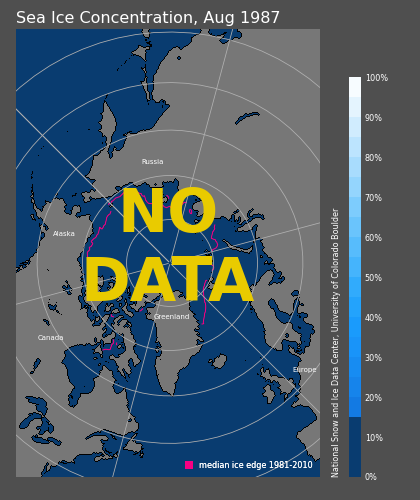 Sea Ice Concentration, Aug 1987
100%
90%
80%
70%
60%
50%
40%
30%
20%
10%
0%
National Snow and Ice Data Center, University of Colorado Boulder
Russia
NO
DATA
Alaska
Greenland
Canada
Europe
median ice edge 1981-2010